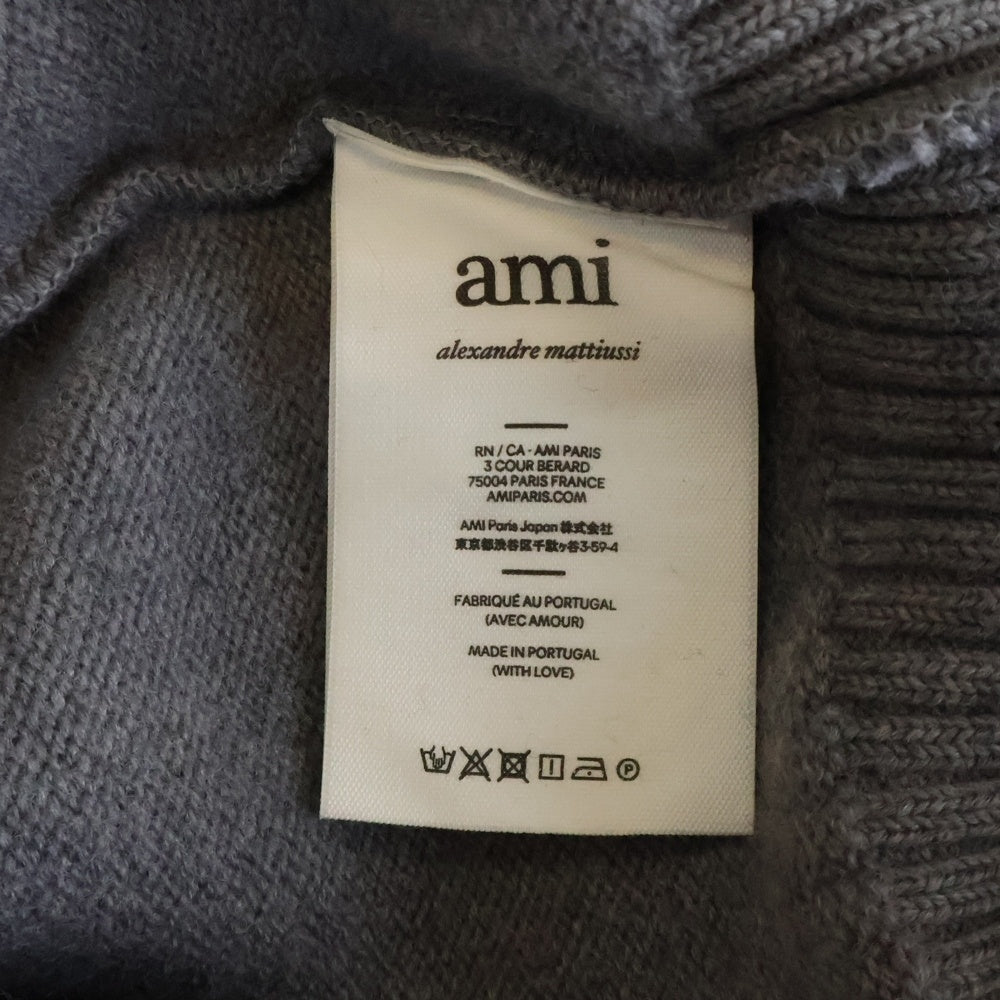 ami
alexandre mattiussi
RN / CA - AMI PARIS
3 COUR BERARD
75004 PARIS FRANCE
AMIPARIS.COM
AMI Paris Japan 株式会社
東京都渋谷区千駄ヶ谷3-59-4
FABRIQUÉ AU PORTUGAL
(AVEC AMOUR)
MADE IN PORTUGAL
(WITH LOVE)
P